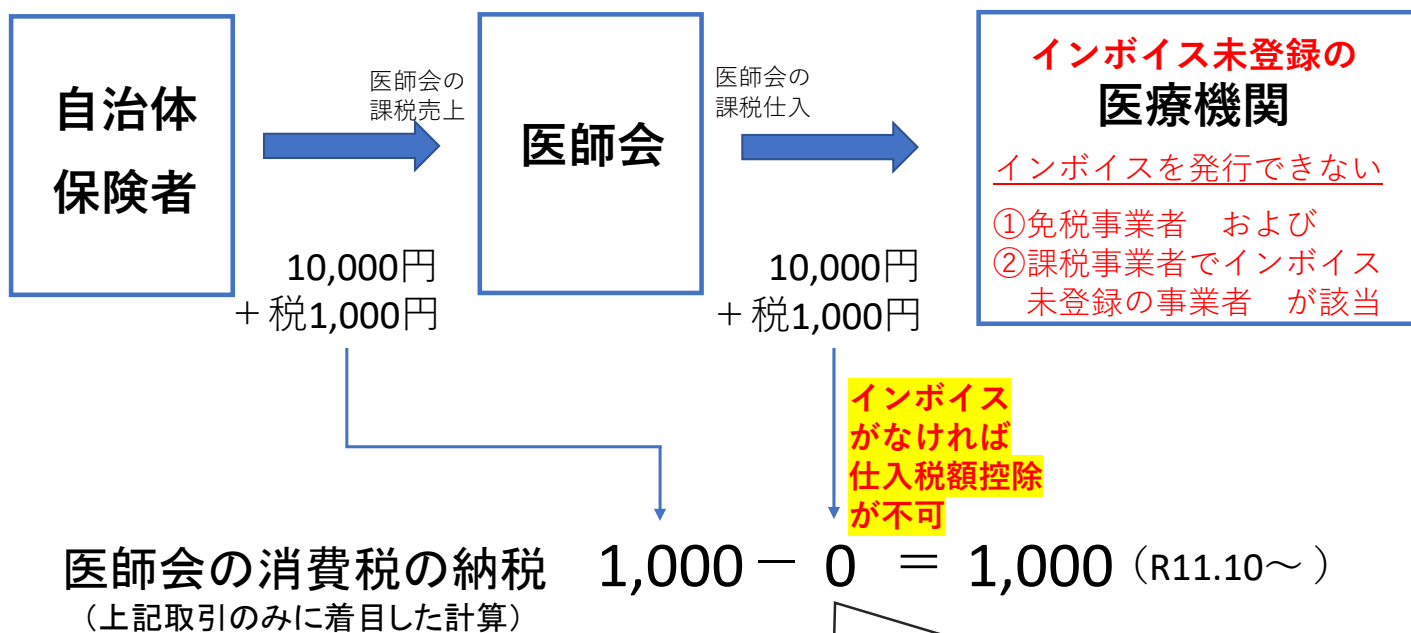 自治体
保険者
医師会の
課税売上
医師会
医師会の
課税仕入
インボイス未登録の
医療機関
インボイスを発行できない
①免税事業者　および
②課税事業者でインボイス
未登録の事業者　が該当
10,000円
＋税1,000円
10,000円
＋税1,000円
インボイス
がなければ
仕入税額控除
が不可
医師会の消費税の納税　1,000 － 0 ＝ 1,000（R11.10～ ）
（上記取引のみに着目した計算）